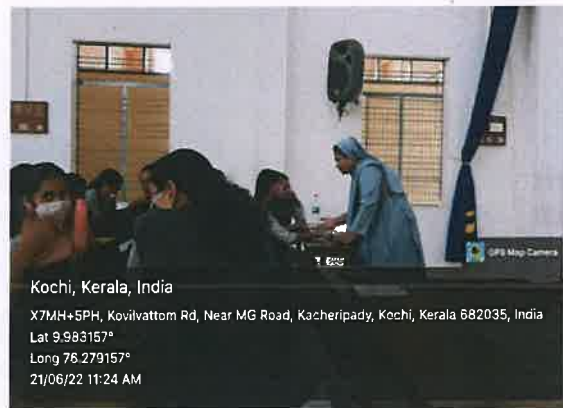 GPS Map Camera
Kochi, Kerala, India
X7MH+5PH, Kovilvattom Rd, Near MG Road, Kacheripady, Kochi, Kerala 682035, India
Lat 9.983157°
Long 76.279157°
21/06/22 11:24 AM